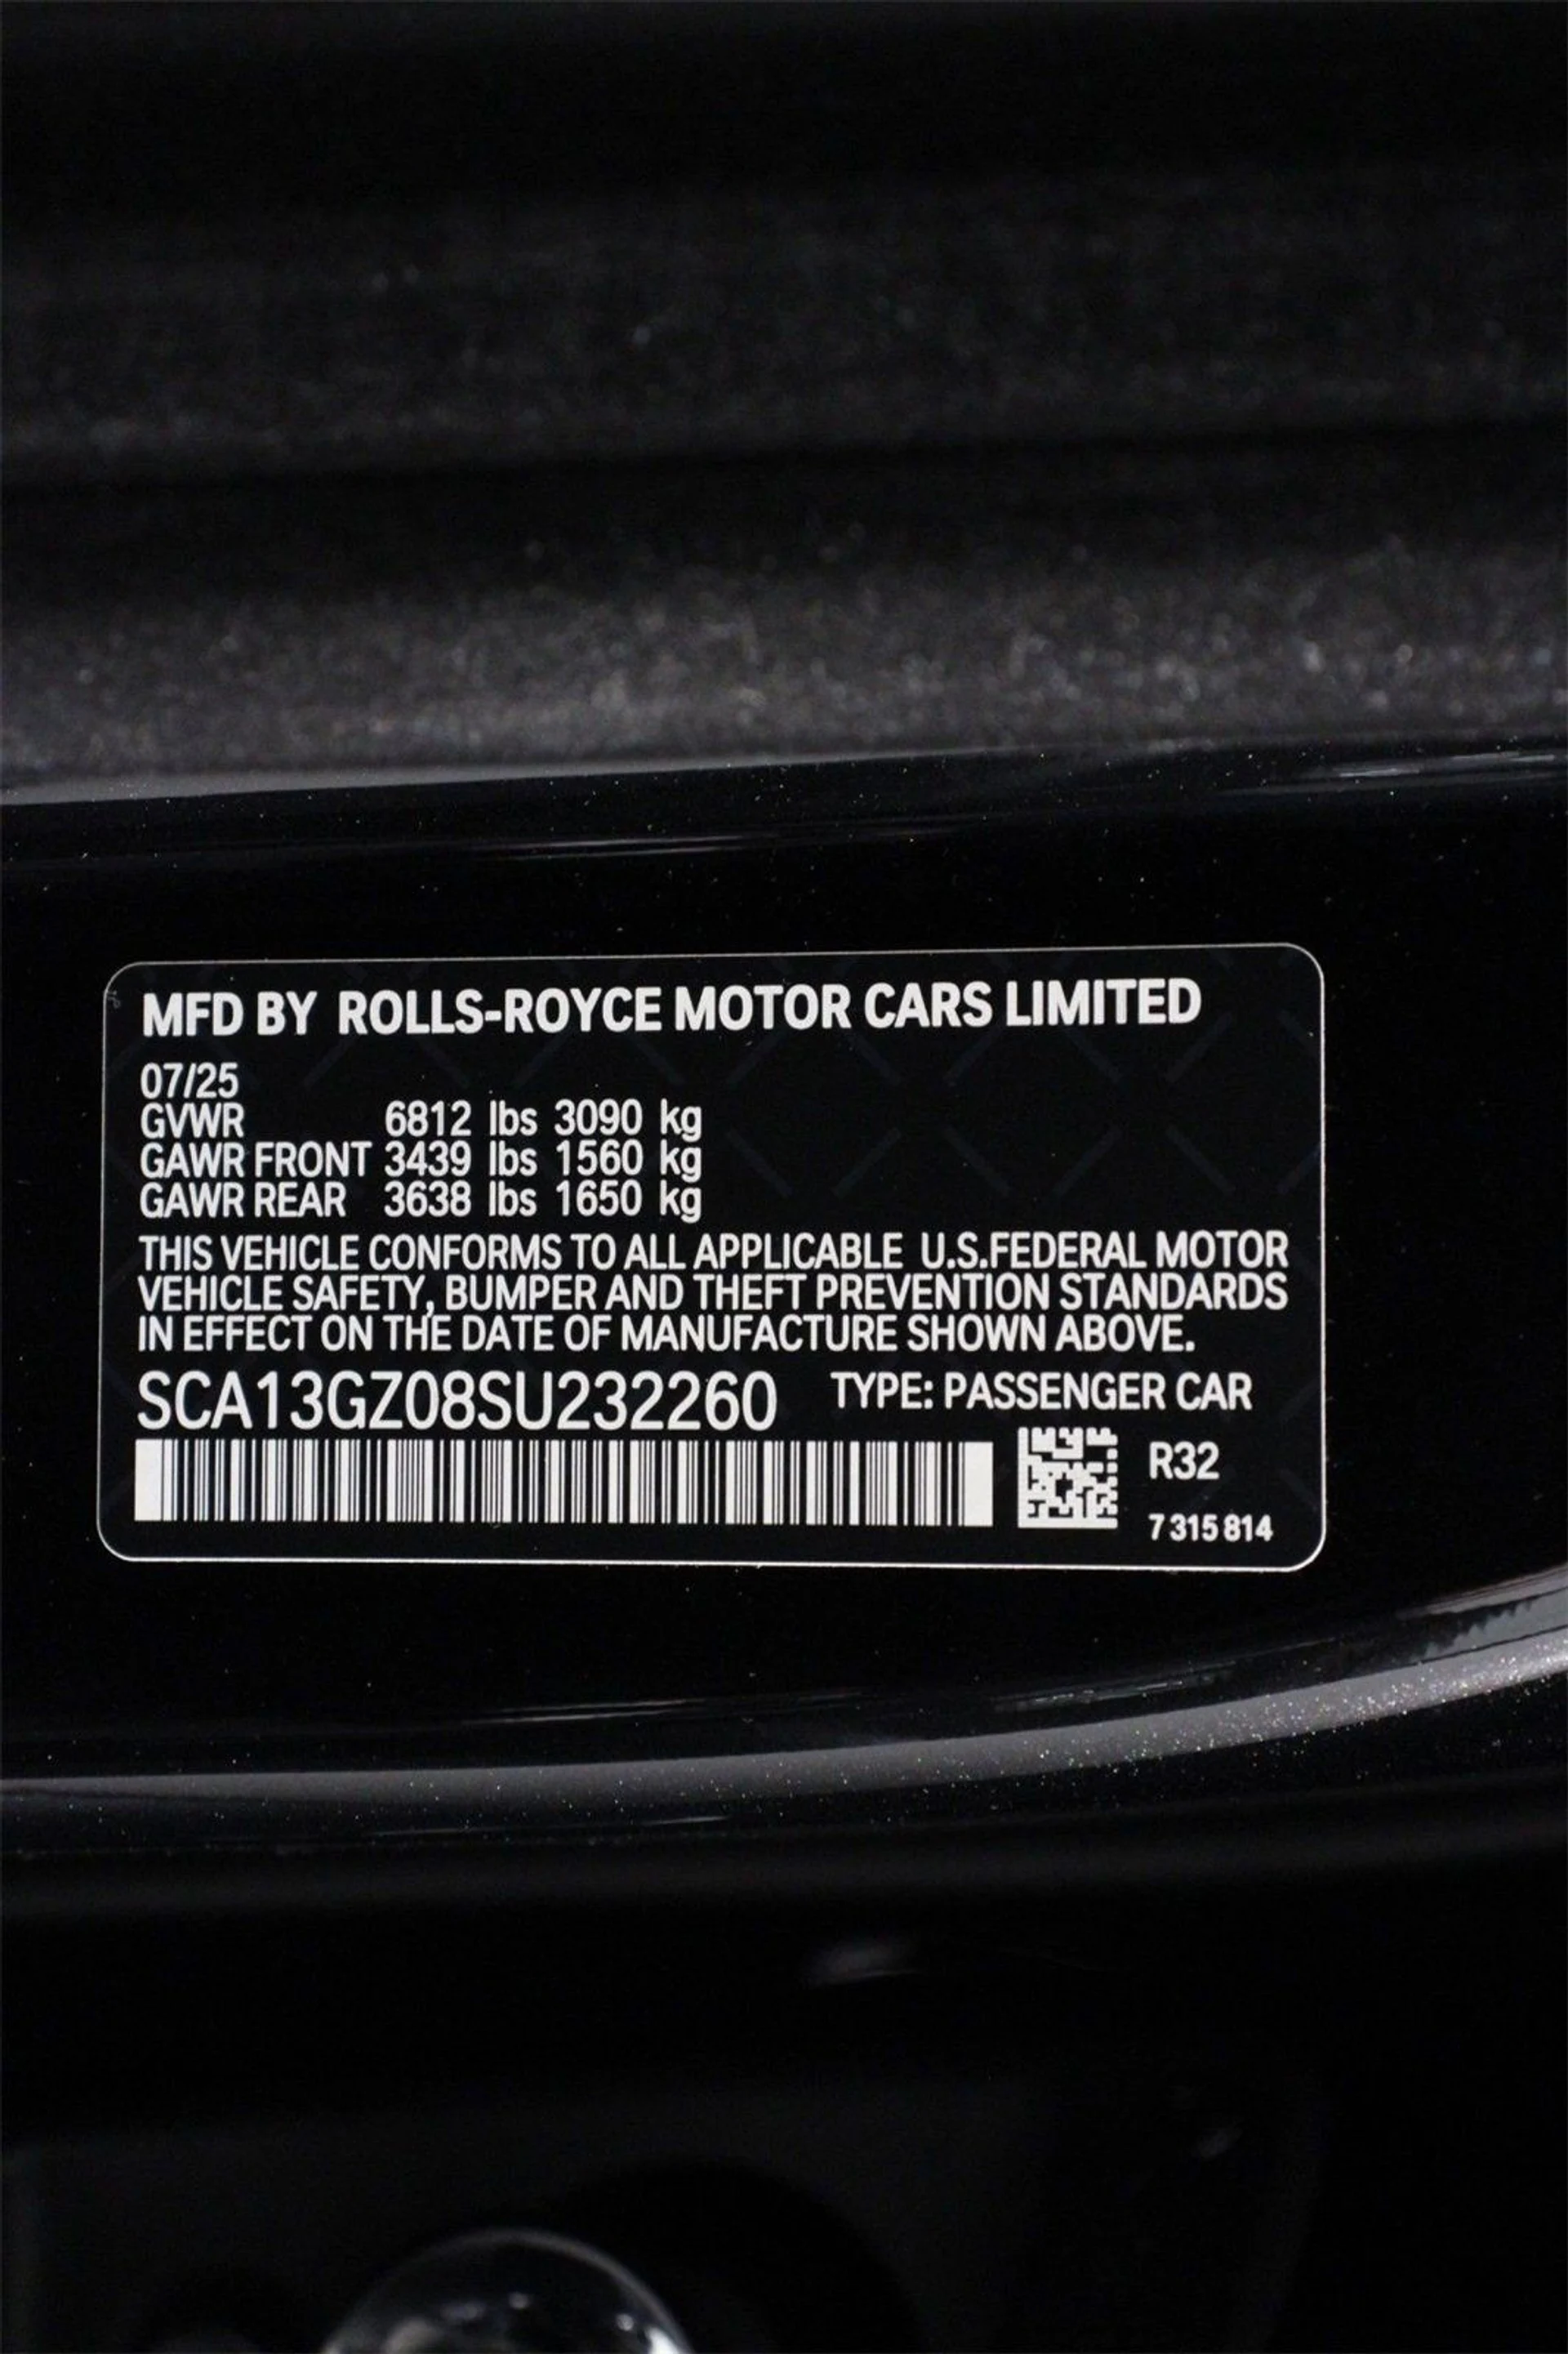 MFD BY ROLLS-ROYCE MOTOR CARS LIMITED
07/25
GVWR 6812 lbs 3090 kg
GAWR FRONT 3439 lbs 1560 kg
GAWR REAR 3638 lbs 1650 kg
THIS VEHICLE CONFORMS TO ALL APPLICABLE U.S.FEDERAL MOTOR
VEHICLE SAFETY, BUMPER AND THEFT PREVENTION STANDARDS
IN EFFECT ON THE DATE OF MANUFACTURE SHOWN ABOVE.
SCA13GZ08SU232260 TYPE: PASSENGER CAR
R32
7 315 814